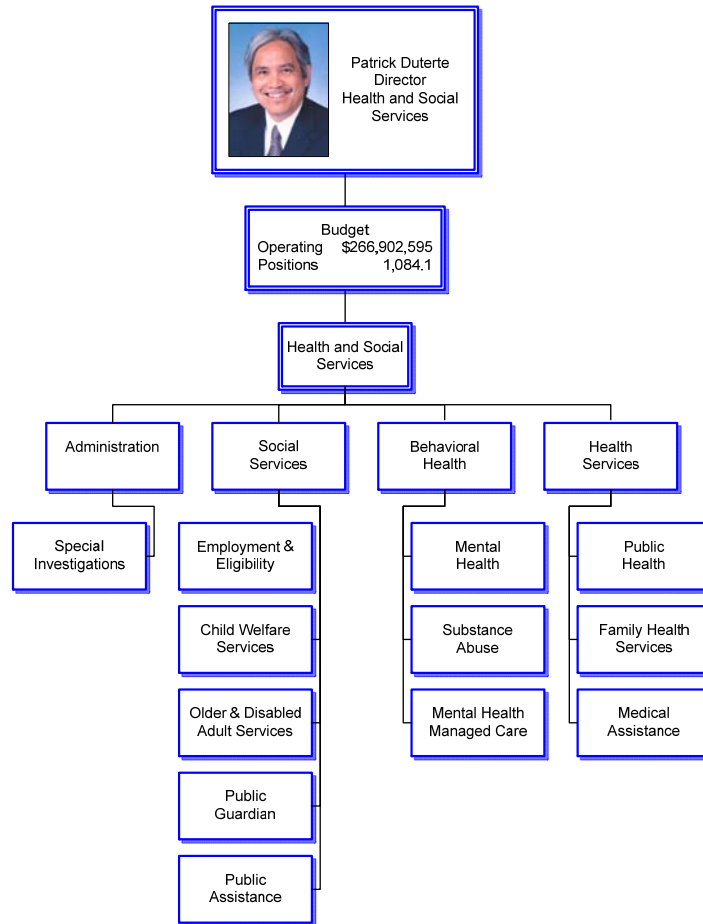 Patrick Duterte
Director
Health and Social
Services
Budget
Operating $266,902,595
Positions 1,084.1
Health and Social
Services
Administration
Social
Services
Behavioral
Health
Health
Services
Special
Investigations
Employment &
Eligibility
Mental
Health
Public
Health
Child Welfare
Services
Substance
Abuse
Family Health
Services
Older & Disabled
Adult Services
Mental Health
Managed Care
Medical
Assistance
Public
Guardian
Public
Assistance